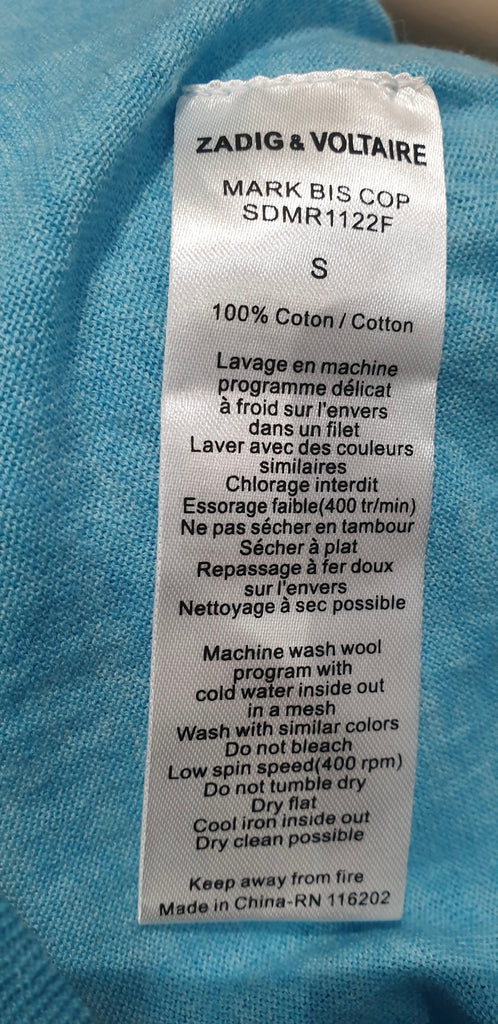 ZADIG & VOLTAIRE
MARK BIS COP
SDMR1122F
S
100% Coton / Cotton
Lavage en machine
programme délicat
à froid sur l'envers
dans un filet
Laver avec des couleurs
similaires
Chlorage interdit
Essorage faible(400 tr/min)
Ne pas sécher en tambour
Sécher à plat
Repassage à fer doux
sur l'envers
Nettoyage à sec possible
Machine wash wool
program with
cold water inside out
in a mesh
Wash with similar colors
Do not bleach
Low spin speed(400 rpm)
Do not tumble dry
Dry flat
Cool iron inside out
Dry clean possible
Keep away from fire
Made in China-RN 116202